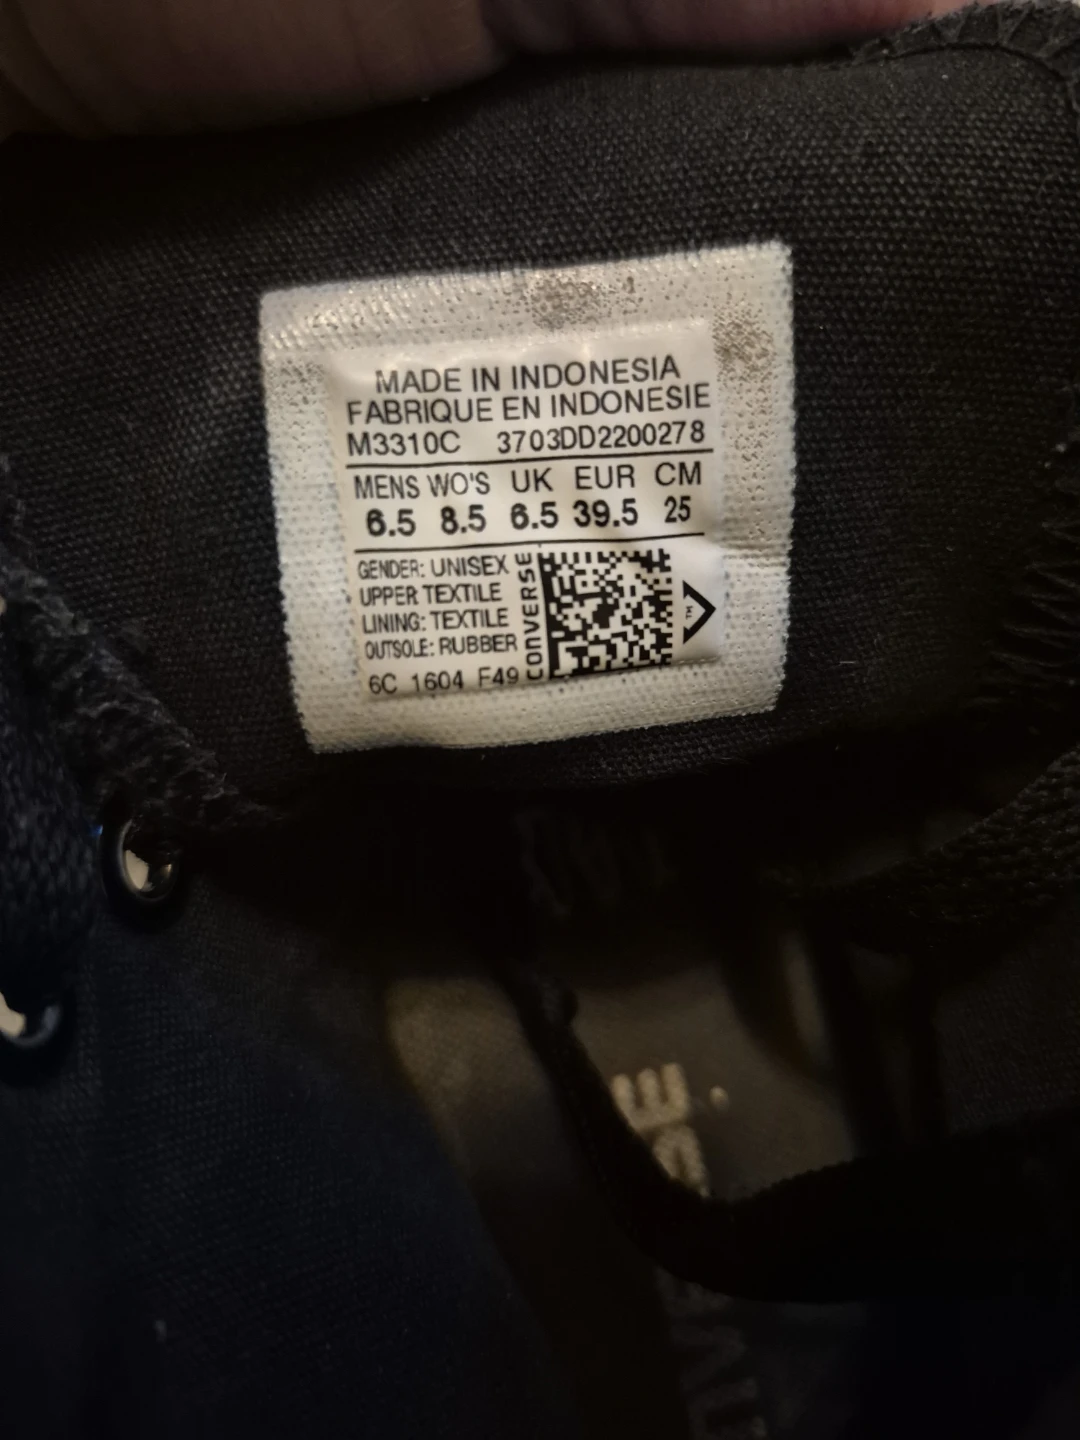 MADE IN INDONESIA
FABRIQUE EN INDONESIE
M3310C 3703DD2200278
MENS WO'S UK EUR CM
6.5 8.5 6.5 39.5 25
GENDER: UNISEX
UPPER TEXTILE
LINING: TEXTILE
OUTSOLE: RUBBER
6C 1604 F49
CONVERSE
TM